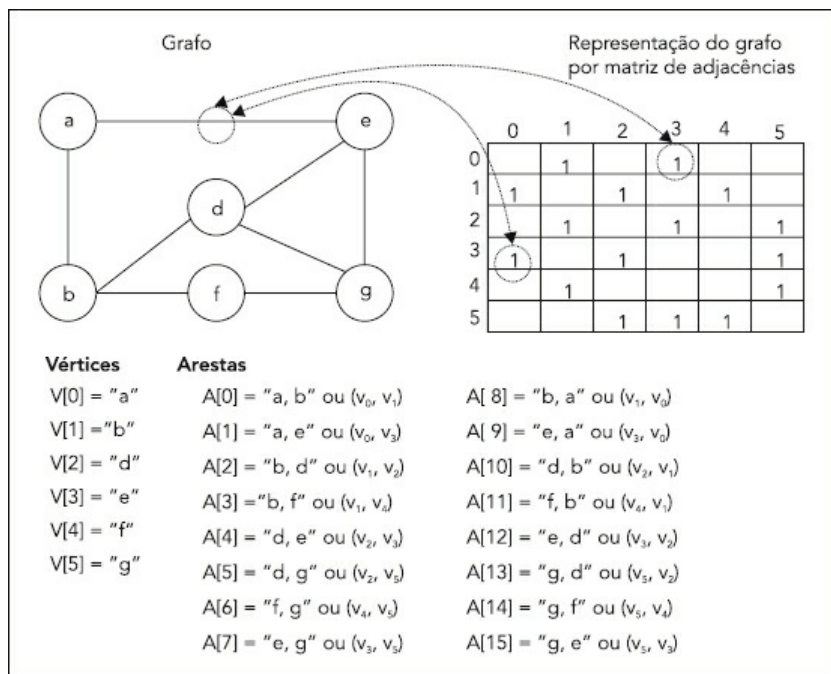 Grafo
Representação do grafo
por matriz de adjacências
a
e
d
b
f
g
0 1 2 3 4 5
0 1 1
1 1 1 1
2 1 1 1
3 1 1 1
4 1 1
5 1 1 1
Vértices
V[0] = "a"
V[1] ="b"
V[2] = "d"
V[3] = "e"
V[4] = "f"
V[5] = "g"
Arestas
A[0] = "a, b" ou (v₀, v₁)
A[1] = "a, e" ou (v₀, v₃)
A[2] = "b, d" ou (v₁, v₂)
A[3] ="b, f" ou (v₁, v₄)
A[4] = "d, e" ou (v₂, v₃)
A[5] = "d, g" ou (v₂, v₅)
A[6] = "f, g" ou (v₄, v₅)
A[7] = "e, g" ou (v₃, v₅)
A[ 8] = "b, a" ou (v₁, v₀)
A[ 9] = "e, a" ou (v₃, v₀)
A[10] = "d, b" ou (v₂, v₁)
A[11] = "f, b" ou (v₄, v₁)
A[12] = "e, d" ou (v₃, v₂)
A[13] = "g, d" ou (v₅, v₂)
A[14] = "g, f" ou (v₅, v₄)
A[15] = "g, e" ou (v₅, v₃)